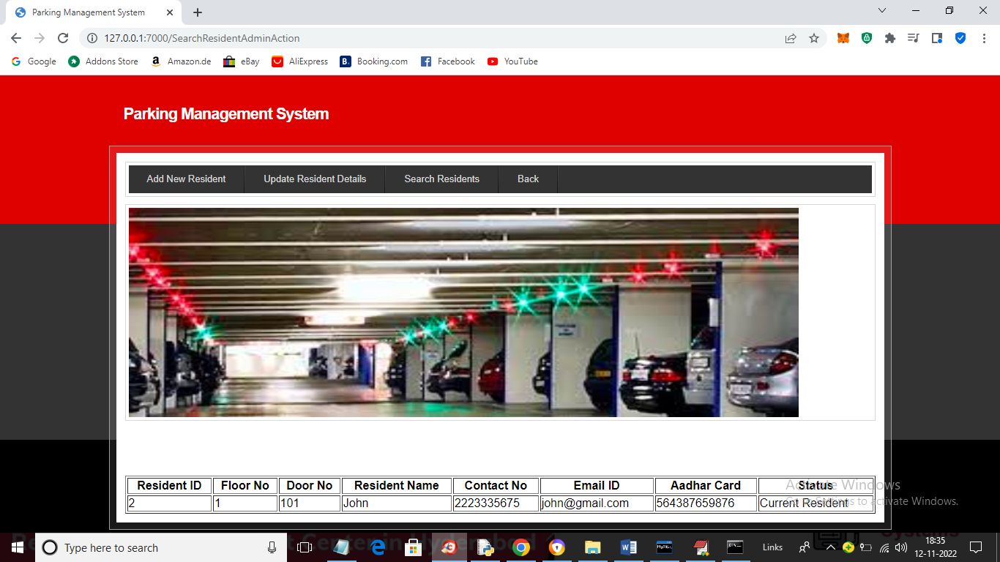 Parking Management System
127.0.0.1:7000/SearchResidentAdminAction
Google Addons Store Amazon.de eBay AliExpress Booking.com Facebook YouTube
Parking Management System
Add New Resident Update Resident Details Search Residents Back
Resident ID Floor No Door No Resident Name Contact No Email ID Aadhar Card Status
2 1 101 John 2223335675 john@gmail.com 564387659876 Current Resident
Activate Windows
Go to Settings to activate Windows.
Systems
t Center in Hyderabad
Type here to search
Links
18:35
12-11-2022